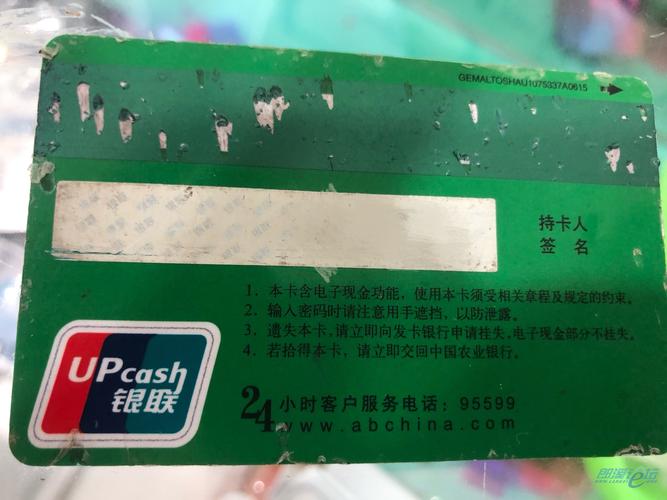 GEMALTOSHAU1075337A0615
持卡人
签 名
1. 本卡含电子现金功能，使用本卡须受相关章程及规定的约束。
2. 输入密码时请注意用手遮挡，以防泄露。
3. 遗失本卡，请立即向发卡银行申请挂失，电子现金部分不挂失。
4. 若拾得本卡，请立即交回中国农业银行。
UPcash
银联
24小时客户服务电话：95599
www.abchina.com